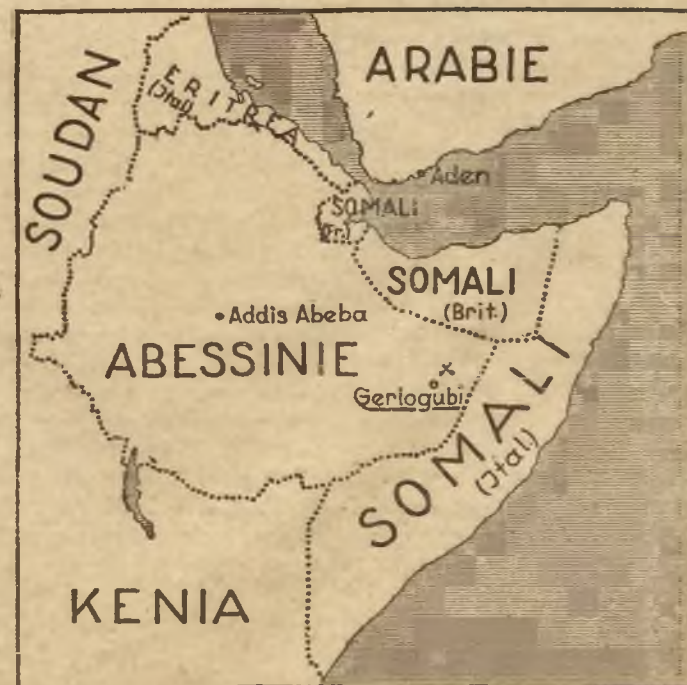 ARABIE
SOUDAN
ERITREA
(Ital)
Aden
SOMALI
(Fr.)
SOMALI
(Brit.)
Addis Abeba
ABESSINIE
x
Gerlogubi
SOMALI
(Ital)
KENIA